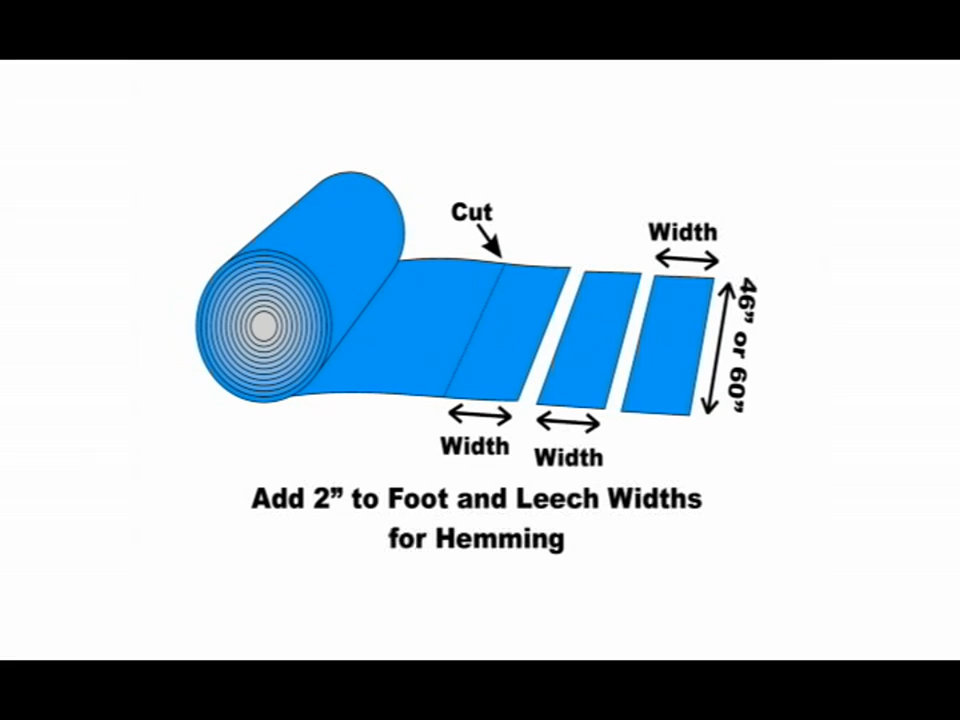 Cut
Width
46” or 60”
Width
Width
Add 2” to Foot and Leech Widths
for Hemming